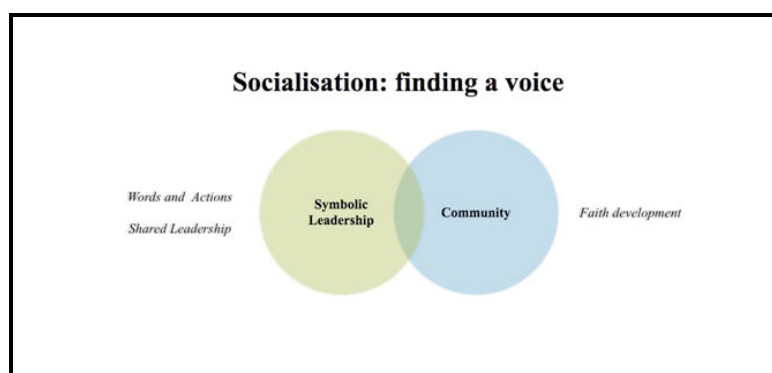 Socialisation: finding a voice
Words and Actions
Shared Leadership
Symbolic
Leadership
Community
Faith development